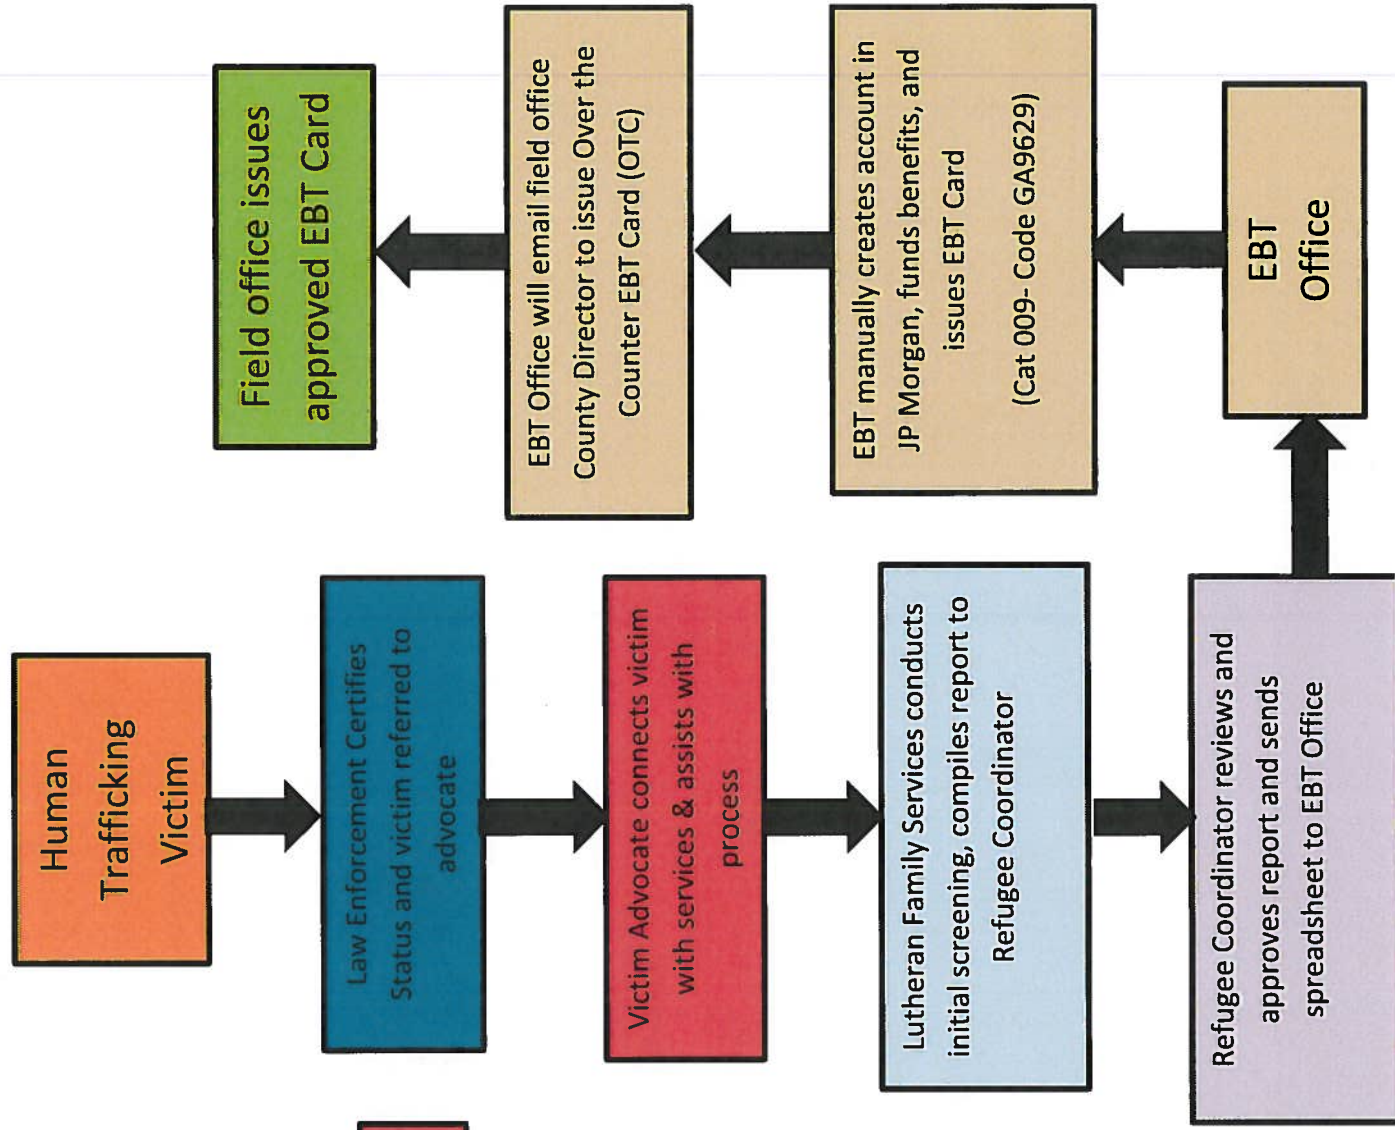 Human
Trafficking
Victim
Law Enforcement Certifies
Status and victim referred to
advocate
Victim Advocate connects victim
with services & assists with
process
Lutheran Family Services conducts
initial screening, compiles report to
Refugee Coordinator
Refugee Coordinator reviews and
approves report and sends
spreadsheet to EBT Office
EBT
Office
EBT manually creates account in
JP Morgan, funds benefits, and
issues EBT Card
(Cat 009- Code GA9629)
EBT Office will email field office
County Director to issue Over the
Counter EBT Card (OTC)
Field office issues
approved EBT Card